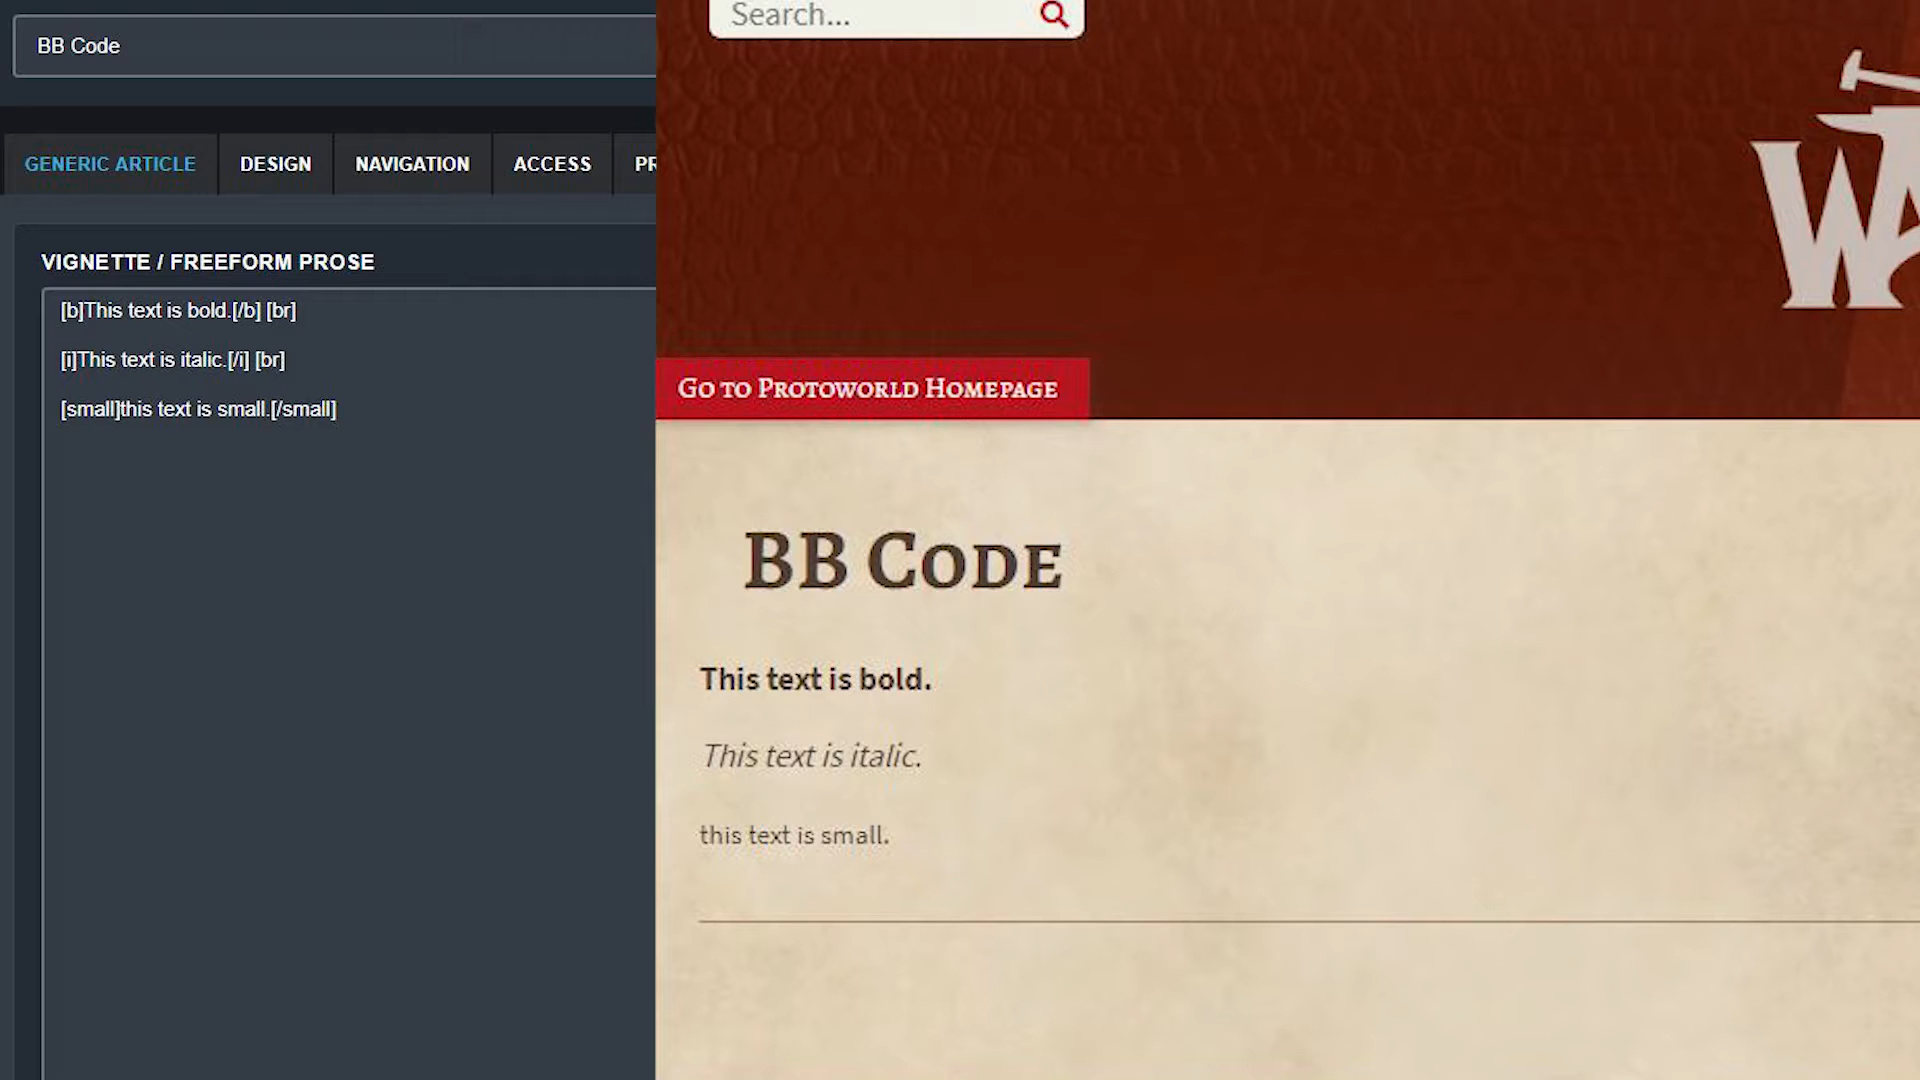 BB Code
GENERIC ARTICLE
DESIGN
NAVIGATION
ACCESS
PR
VIGNETTE / FREEFORM PROSE
[b]This text is bold.[/b] [br]
[i]This text is italic.[/i] [br]
[small]this text is small.[/small]
Search...
WA
Go to Protoworld Homepage
BB Code
This text is bold.
This text is italic.
this text is small.